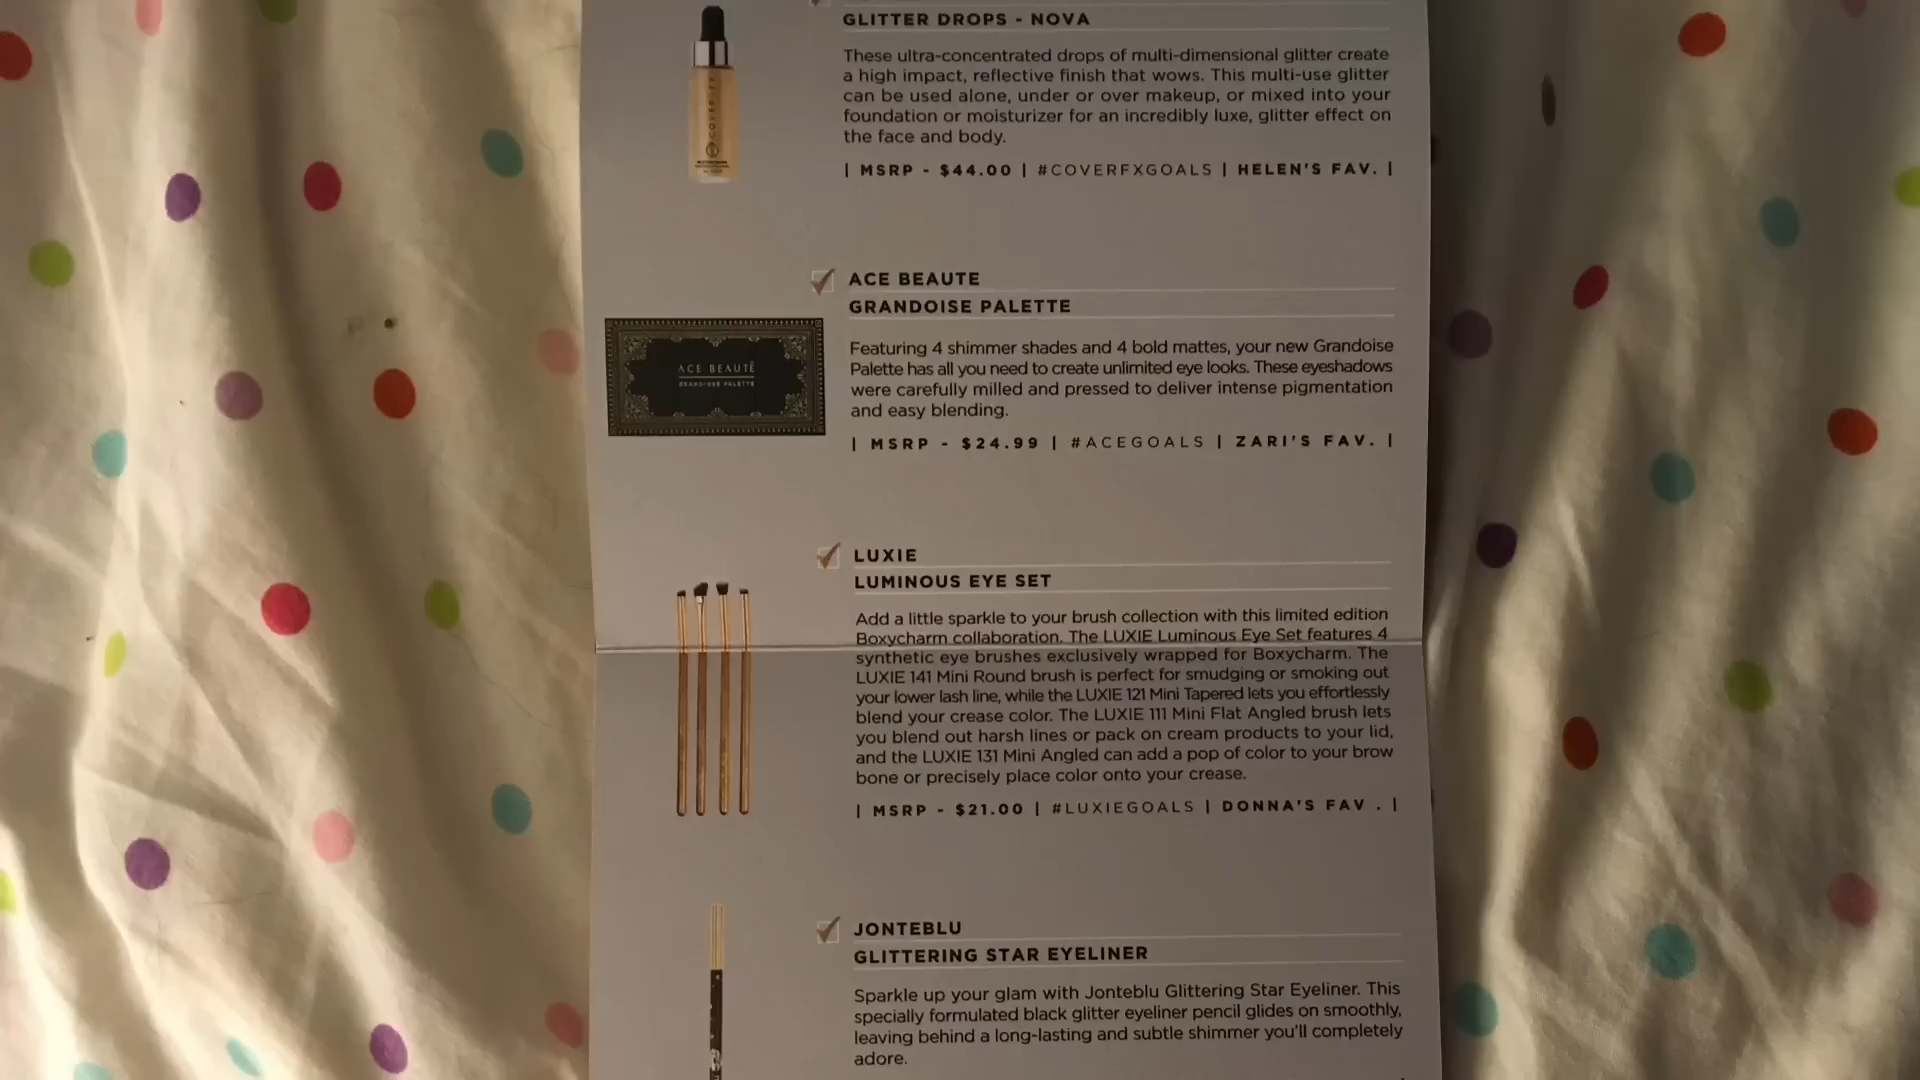 GLITTER DROPS - NOVA
These ultra-concentrated drops of multi-dimensional glitter create
a high impact, reflective finish that wows. This multi-use glitter
can be used alone, under or over makeup, or mixed into your
foundation or moisturizer for an incredibly luxe, glitter effect on
the face and body.
| MSRP - $44.00 | #COVERFXGOALS | HELEN'S FAV. |
COVER FX
ACE BEAUTE
GRANDOISE PALETTE
ACE BEAUTÉ
GRANDIOSE PALETTE
Featuring 4 shimmer shades and 4 bold mattes, your new Grandoise
Palette has all you need to create unlimited eye looks. These eyeshadows
were carefully milled and pressed to deliver intense pigmentation
and easy blending.
| MSRP - $24.99 | #ACEGOALS | ZARI'S FAV. |
LUXIE
LUMINOUS EYE SET
Add a little sparkle to your brush collection with this limited edition
Boxycharm collaboration. The LUXIE Luminous Eye Set features 4
synthetic eye brushes exclusively wrapped for Boxycharm. The
LUXIE 141 Mini Round brush is perfect for smudging or smoking out
your lower lash line, while the LUXIE 121 Mini Tapered lets you effortlessly
blend your crease color. The LUXIE 111 Mini Flat Angled brush lets
you blend out harsh lines or pack on cream products to your lid,
and the LUXIE 131 Mini Angled can add a pop of color to your brow
bone or precisely place color onto your crease.
| MSRP - $21.00 | #LUXIEGOALS | DONNA'S FAV . |
JONTEBLU
GLITTERING STAR EYELINER
Sparkle up your glam with Jonteblu Glittering Star Eyeliner. This
specially formulated black glitter eyeliner pencil glides on smoothly,
leaving behind a long-lasting and subtle shimmer you'll completely
adore.